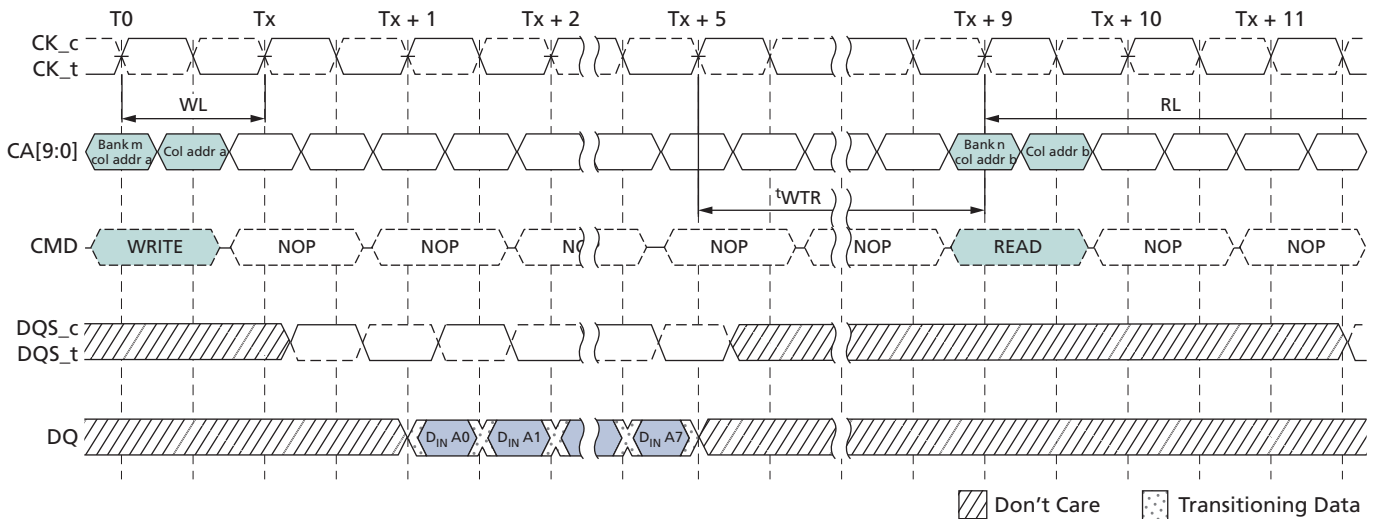 T0 Tx Tx + 1 Tx + 2 Tx + 5 Tx + 9 Tx + 10 Tx + 11
CK_c
CK_t
WL RL
CA[9:0] Bank m col addr a Col addr a Bank n col addr b Col addr b
tWTR
CMD WRITE NOP NOP NOP NOP READ NOP NOP
DQS_c
DQS_t
DQ DIN A0 DIN A1 DIN A7
Don't Care Transitioning Data